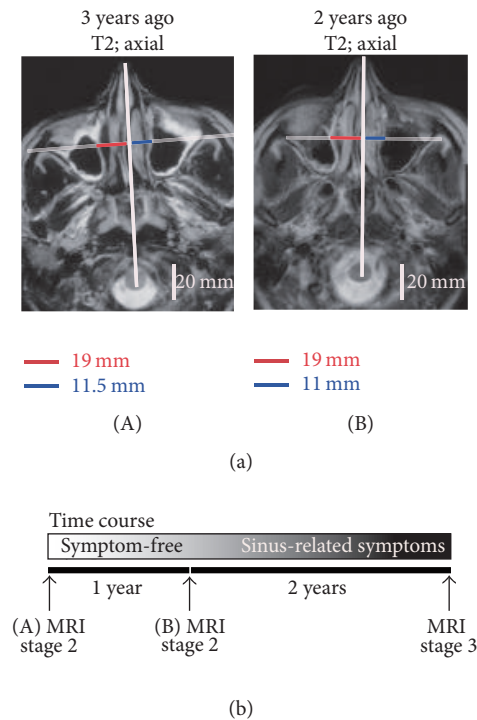 3 years ago
T2; axial
2 years ago
T2; axial
20 mm
20 mm
19 mm
11.5 mm
19 mm
11 mm
(A)
(B)
(a)
Time course
Symptom-free
Sinus-related symptoms
1 year
2 years
(A) MRI
stage 2
(B) MRI
stage 2
MRI
stage 3
(b)